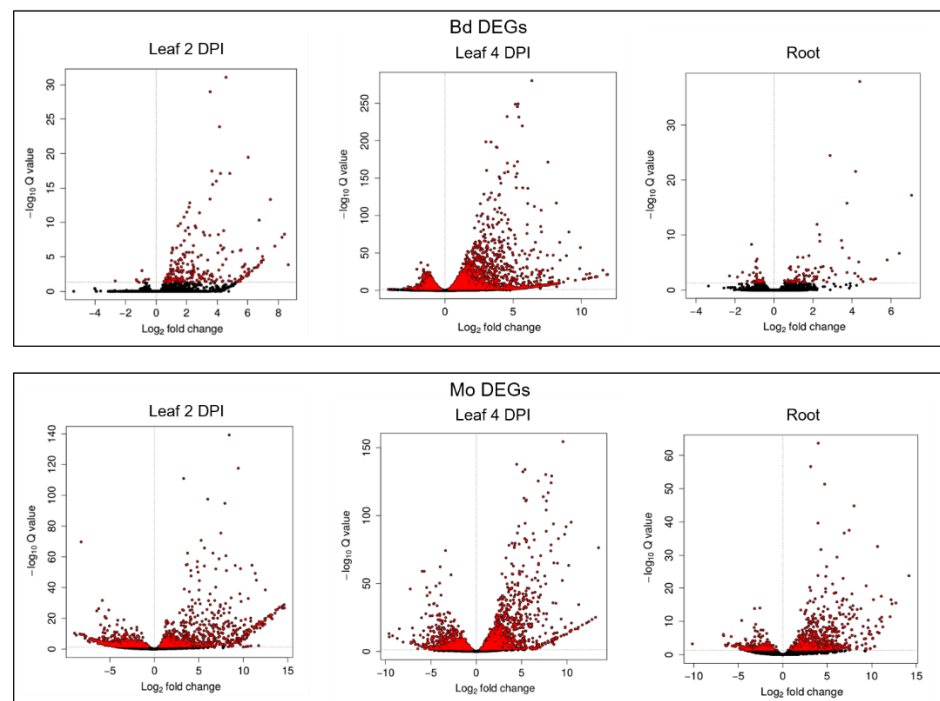 Bd DEGs
Leaf 2 DPI
Leaf 4 DPI
Root
−log₁₀ Q value
30
25
20
15
10
5
0
−4 −2 0 2 4 6 8
Log₂ fold change
−log₁₀ Q value
250
200
150
100
50
0
0 5 10
Log₂ fold change
−log₁₀ Q value
30
20
10
0
−4 −2 0 2 4 6
Log₂ fold change
Mo DEGs
Leaf 2 DPI
Leaf 4 DPI
Root
−log₁₀ Q value
140
120
100
80
60
40
20
0
−5 0 5 10 15
Log₂ fold change
−log₁₀ Q value
150
100
50
0
−10 −5 0 5 10
Log₂ fold change
−log₁₀ Q value
60
50
40
30
20
10
0
−10 −5 0 5 10 15
Log₂ fold change